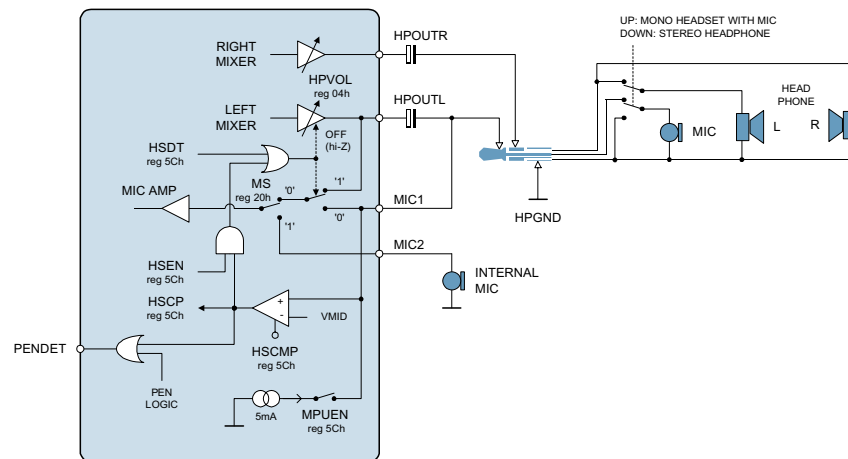 UP: MONO HEADSET WITH MIC
DOWN: STEREO HEADPHONE
HPOUTR
RIGHT
MIXER
HPVOL
reg 04h
HPOUTL
LEFT
MIXER
OFF
(hi-Z)
HEAD
PHONE
L
R
MIC
HSDT
reg 5Ch
MS
reg 20h
'0'
'1'
MIC AMP
MIC1
'0'
'1'
HPGND
MIC2
INTERNAL
MIC
HSEN
reg 5Ch
HSCP
reg 5Ch
+
-
VMID
HSCMP
reg 5Ch
PENDET
PEN
LOGIC
5mA
MPUEN
reg 5Ch